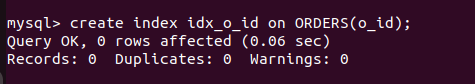 mysql> create index idx_o_id on ORDERS(o_id);
Query OK, 0 rows affected (0.06 sec)
Records: 0  Duplicates: 0  Warnings: 0